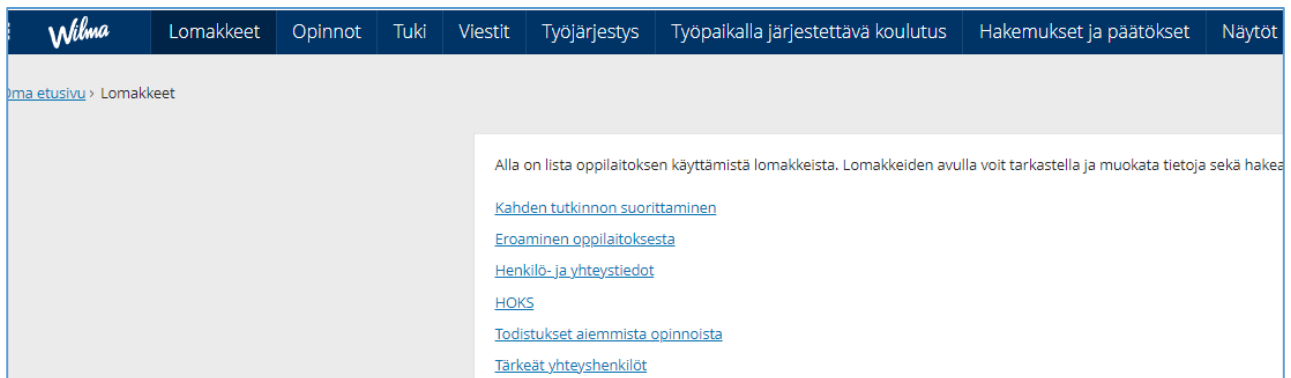 Wilma Lomakkeet Opinnot Tuki Viestit Työjärjestys Työpaikalla järjestettävä koulutus Hakemukset ja päätökset Näytöt
Oma etusivu › Lomakkeet
Alla on lista oppilaitoksen käyttämistä lomakkeista. Lomakkeiden avulla voit tarkastella ja muokata tietoja sekä hakea
Kahden tutkinnon suorittaminen
Eroaminen oppilaitoksesta
Henkilö- ja yhteystiedot
HOKS
Todistukset aiemmista opinnoista
Tärkeät yhteyshenkilöt